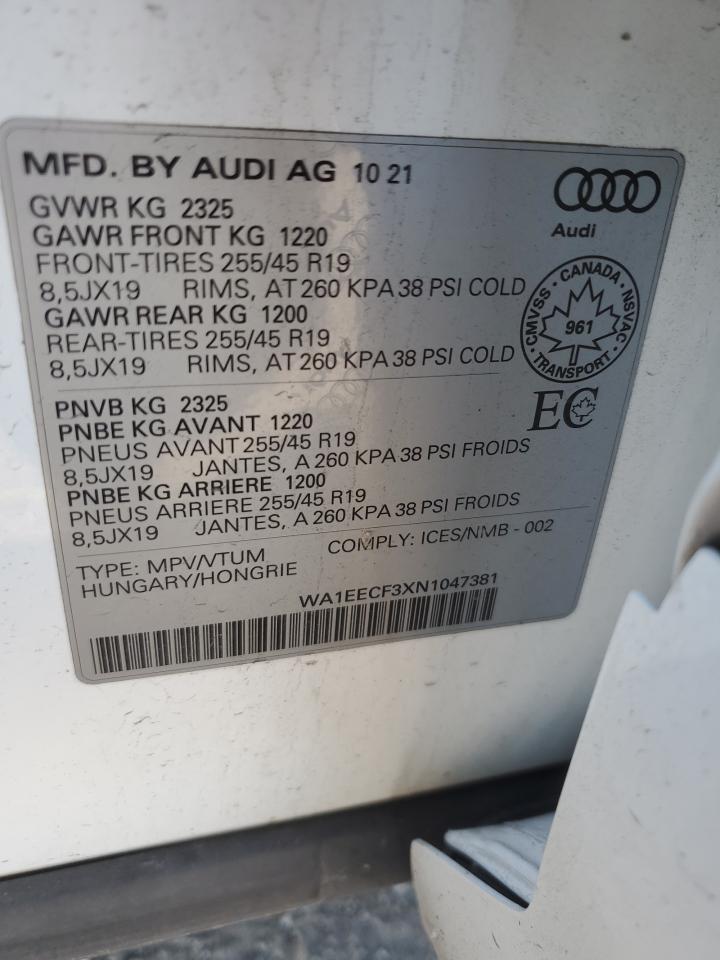 MFD. BY AUDI AG 10 21
Audi
GVWR KG 2325
GAWR FRONT KG 1220
FRONT-TIRES 255/45 R19
8,5JX19 RIMS, AT 260 KPA 38 PSI COLD
GAWR REAR KG 1200
REAR-TIRES 255/45 R19
8,5JX19 RIMS, AT 260 KPA 38 PSI COLD
CMVSS · CANADA · NSVAC · TRANSPORT ·
961
PNVB KG 2325
PNBE KG AVANT 1220
PNEUS AVANT 255/45 R19
8,5JX19 JANTES, A 260 KPA 38 PSI FROIDS
PNBE KG ARRIERE 1200
PNEUS ARRIERE 255/45 R19
8,5JX19 JANTES, A 260 KPA 38 PSI FROIDS
EC
TYPE: MPV/VTUM COMPLY: ICES/NMB - 002
HUNGARY/HONGRIE
WA1EECF3XN1047381